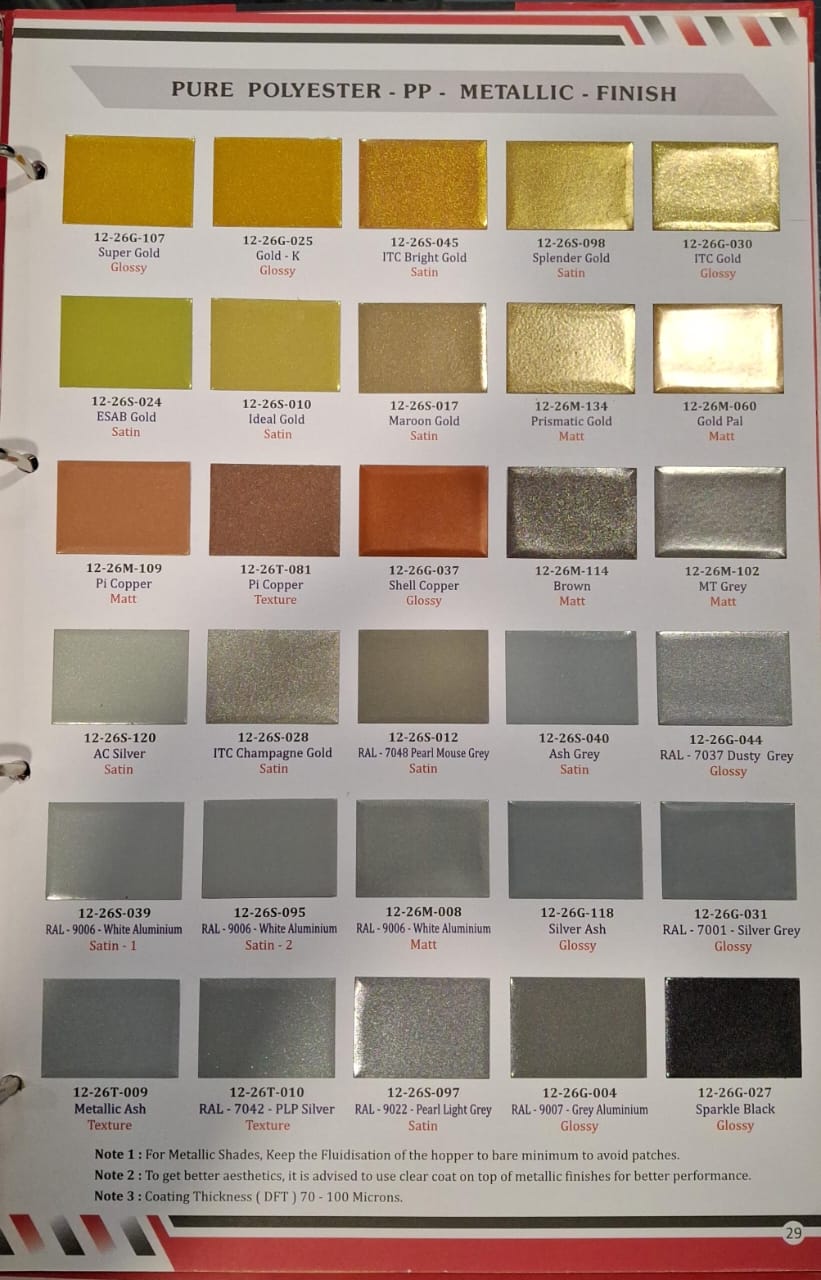 PURE POLYESTER - PP - METALLIC - FINISH
12-26G-107
Super Gold
Glossy
12-26G-025
Gold - K
Glossy
12-26S-045
ITC Bright Gold
Satin
12-26S-098
Splender Gold
Satin
12-26G-030
ITC Gold
Glossy
12-26S-024
ESAB Gold
Satin
12-26S-010
Ideal Gold
Satin
12-26S-017
Maroon Gold
Satin
12-26M-134
Prismatic Gold
Matt
12-26M-060
Gold Pal
Matt
12-26M-109
Pi Copper
Matt
12-26T-081
Pi Copper
Texture
12-26G-037
Shell Copper
Glossy
12-26M-114
Brown
Matt
12-26M-102
MT Grey
Matt
12-26S-120
AC Silver
Satin
12-26S-028
ITC Champagne Gold
Satin
12-26S-012
RAL - 7048 Pearl Mouse Grey
Satin
12-26S-040
Ash Grey
Satin
12-26G-044
RAL - 7037 Dusty Grey
Glossy
12-26S-039
RAL - 9006 - White Aluminium
Satin - 1
12-26S-095
RAL - 9006 - White Aluminium
Satin - 2
12-26M-008
RAL - 9006 - White Aluminium
Matt
12-26G-118
Silver Ash
Glossy
12-26G-031
RAL - 7001 - Silver Grey
Glossy
12-26T-009
Metallic Ash
Texture
12-26T-010
RAL - 7042 - PLP Silver
Texture
12-26S-097
RAL - 9022 - Pearl Light Grey
Satin
12-26G-004
RAL - 9007 - Grey Aluminium
Glossy
12-26G-027
Sparkle Black
Glossy
Note 1 : For Metallic Shades, Keep the Fluidisation of the hopper to bare minimum to avoid patches.
Note 2 : To get better aesthetics, it is advised to use clear coat on top of metallic finishes for better performance.
Note 3 : Coating Thickness ( DFT ) 70 - 100 Microns.
29